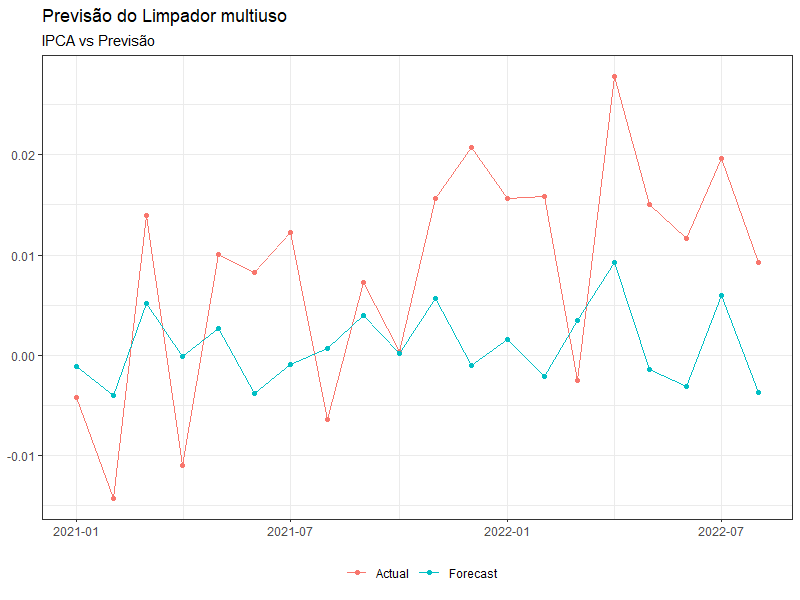 Previsão do Limpador multiuso
IPCA vs Previsão
0.02
0.01
0.00
-0.01
2021-01 2021-07 2022-01 2022-07
Actual Forecast